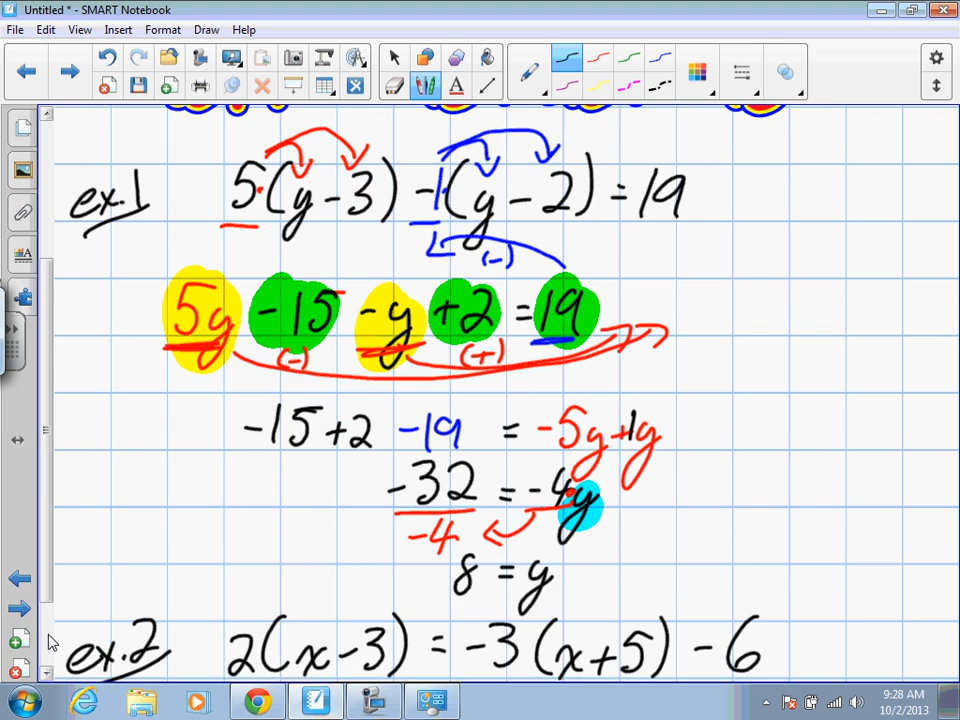 Untitled * - SMART Notebook
File Edit View Insert Format Draw Help
ex.1 5·(y-3) -1·(y-2)=19
(-)
5y -15 -y +2 =19
(-) (+)
-15+2 -19 = -5y+1y
-32 = -4·y
-4
8 = y
ex.2 2(x-3) = -3(x+5) - 6
9:28 AM
10/2/2013